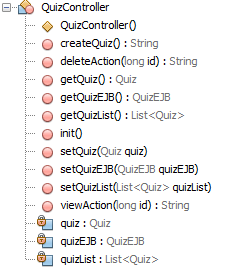 QuizController
QuizController()
createQuiz() : String
deleteAction(long id) : String
getQuiz() : Quiz
getQuizEJB() : QuizEJB
getQuizList() : List<Quiz>
init()
setQuiz(Quiz quiz)
setQuizEJB(QuizEJB quizEJB)
setQuizList(List<Quiz> quizList)
viewAction(long id) : String
quiz : Quiz
quizEJB : QuizEJB
quizList : List<Quiz>